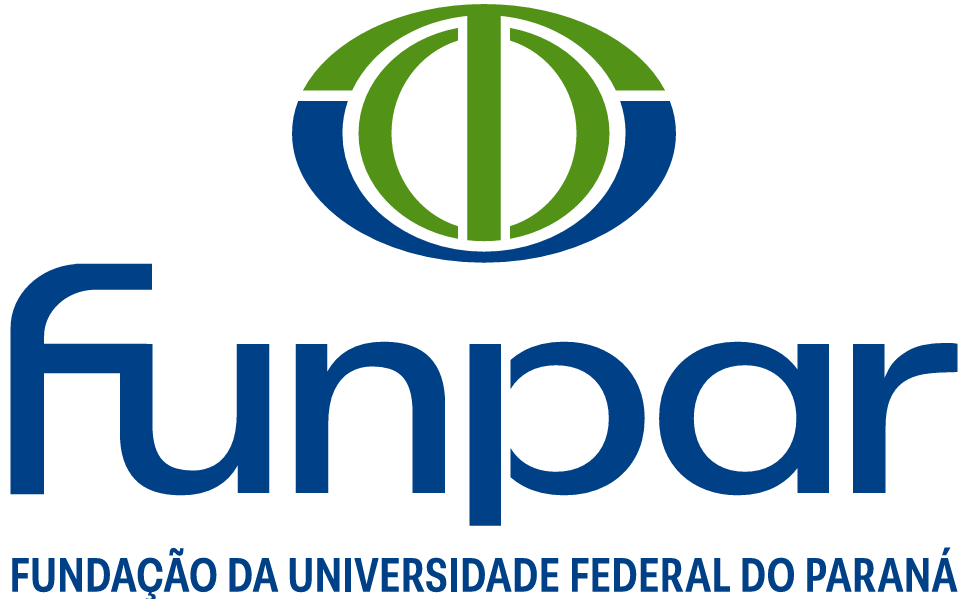 funpar
FUNDAÇÃO DA UNIVERSIDADE FEDERAL DO PARANÁ